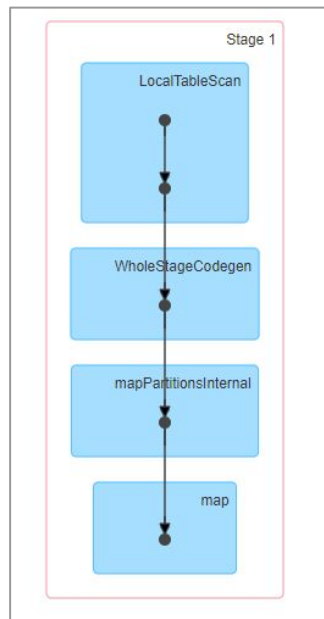 Stage 1
LocalTableScan
WholeStageCodegen
mapPartitionsInternal
map